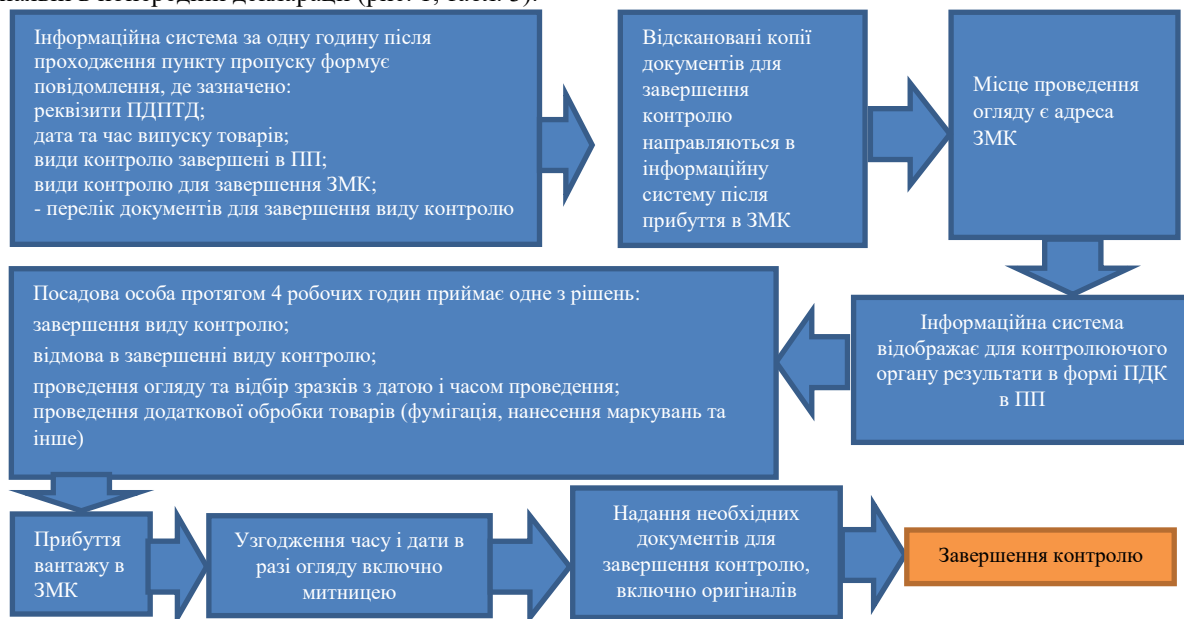 Інформаційна система за одну годину після
проходження пункту пропуску формує
повідомлення, де зазначено:
реквізити ПДПТД;
дата та час випуску товарів;
види контролю завершені в ПП;
види контролю для завершення ЗМК;
- перелік документів для завершення виду контролю
Відскановані копії
документів для
завершення
контролю
направляються в
інформаційну
систему після
прибуття в ЗМК
Місце проведення
огляду є адреса
ЗМК
Інформаційна система
відображає для контролюючого
органу результати в формі ПДК
в ПП
Посадова особа протягом 4 робочих годин приймає одне з рішень:
завершення виду контролю;
відмова в завершенні виду контролю;
проведення огляду та відбір зразків з датою і часом проведення;
проведення додаткової обробки товарів (фумігація, нанесення маркувань та
інше)
Прибуття
вантажу в
ЗМК
Узгодження часу і дати в
разі огляду включно
митницею
Надання необхідних
документів для
завершення контролю,
включно оригіналів
Завершення контролю